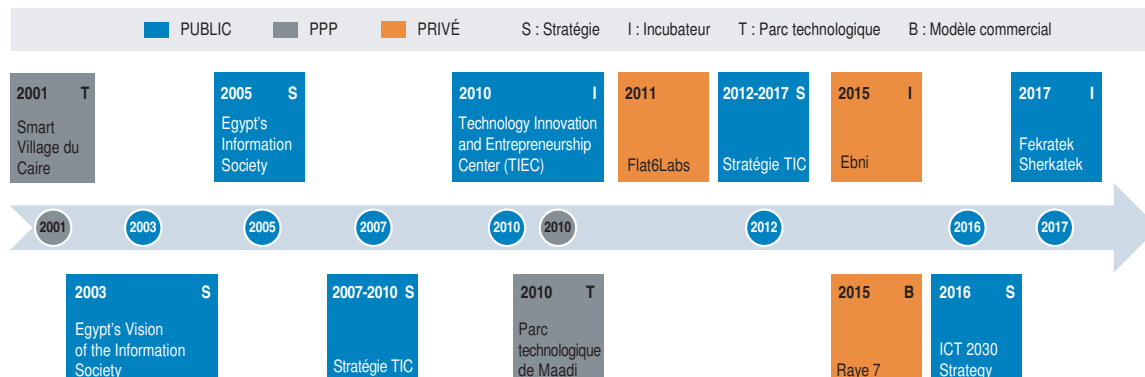 PUBLIC PPP PRIVÉ S : Stratégie I : Incubateur T : Parc technologique B : Modèle commercial
2001 T
Smart
Village du
Caire
2005 S
Egypt's
Information
Society
2010 I
Technology Innovation
and Entrepreneurship
Center (TIEC)
2011
Flat6Labs
2012-2017 S
Stratégie TIC
2015 I
Ebni
2017 I
Fekratek
Sherkatek
2001 2003 2005 2007 2010 2010 2012 2016 2017
2003 S
Egypt's Vision
of the Information
Society
2007-2010 S
Stratégie TIC
2010 T
Parc
technologique
de Maadi
2015 B
Raye 7
2016 S
ICT 2030
Strategy